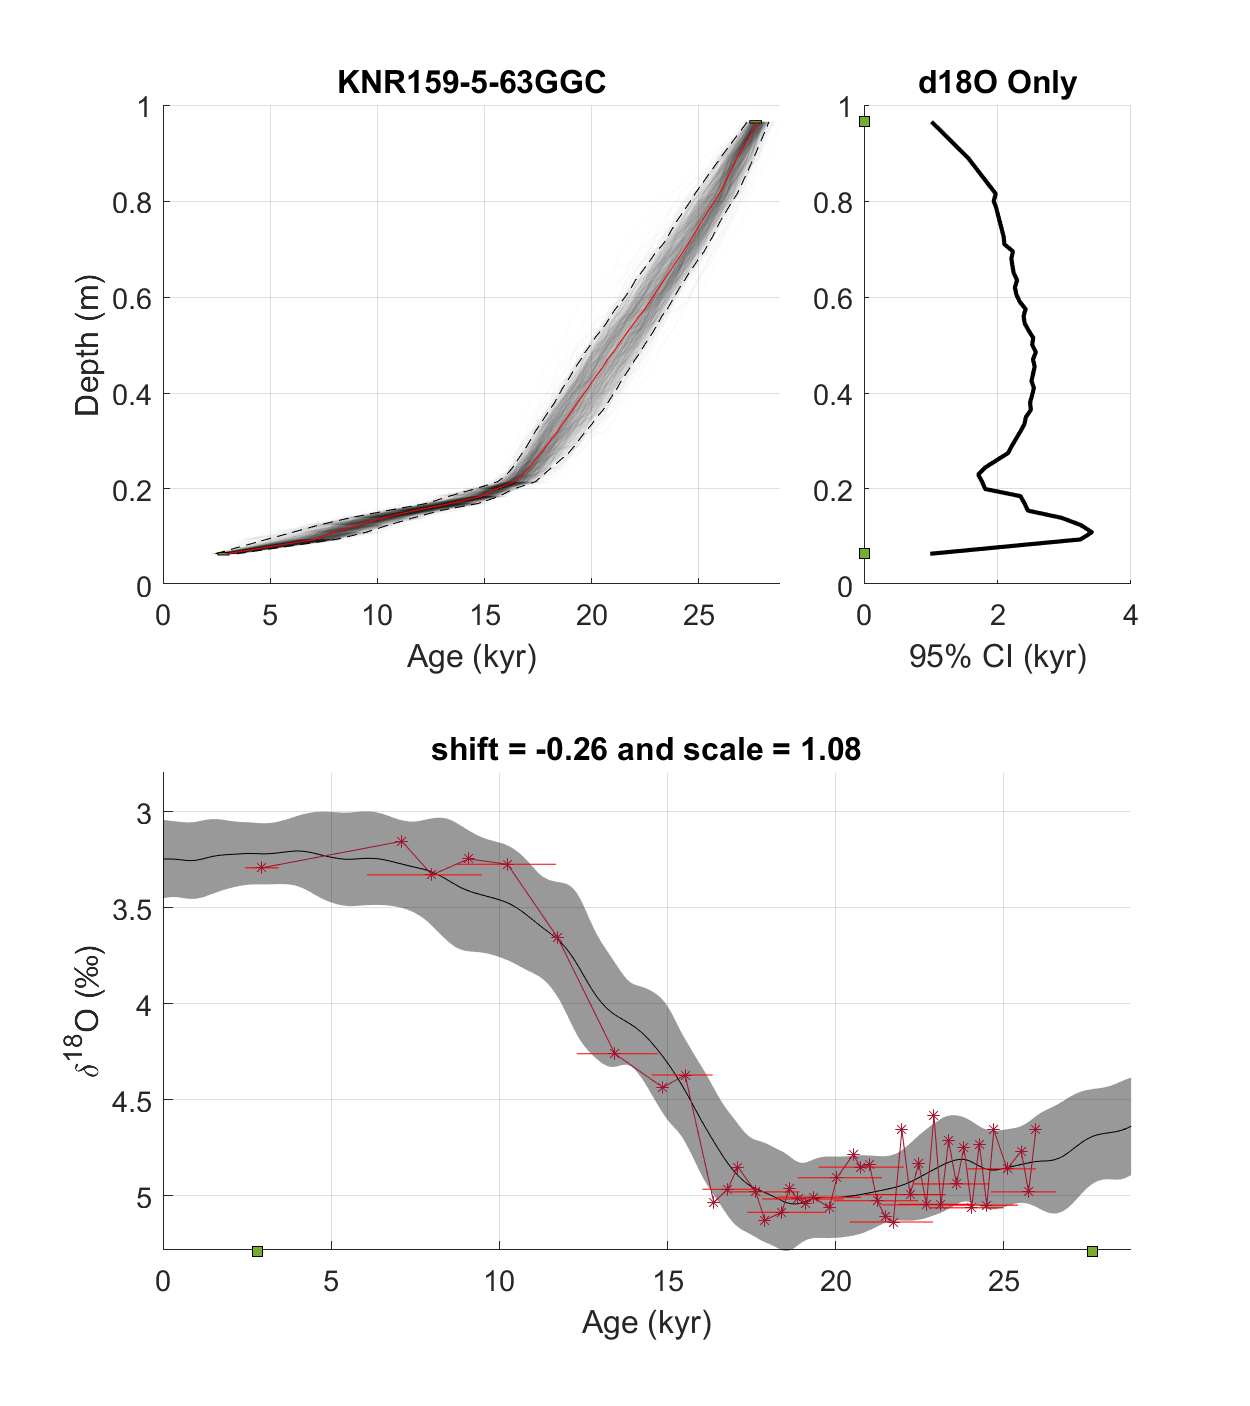 KNR159-5-63GGC
d18O Only
1
0.8
0.6
0.4
0.2
0
0 5 10 15 20 25
Depth (m)
Age (kyr)
1
0.8
0.6
0.4
0.2
0
0 2 4
95% CI (kyr)
shift = -0.26 and scale = 1.08
3
3.5
4
4.5
5
δ¹⁸O (‰)
0 5 10 15 20 25
Age (kyr)